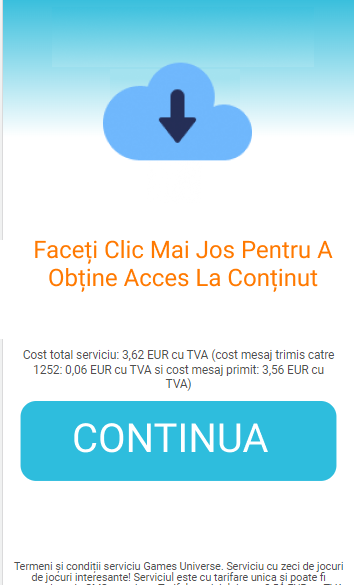 Faceți Clic Mai Jos Pentru A
Obține Acces La Conținut
Cost total serviciu: 3,62 EUR cu TVA (cost mesaj trimis catre
1252: 0,06 EUR cu TVA si cost mesaj primit: 3,56 EUR cu
TVA)
CONTINUA
Termeni și condiții serviciu Games Universe. Serviciu cu zeci de jocuri
de jocuri interesante! Serviciul este cu tarifare unica și poate fi